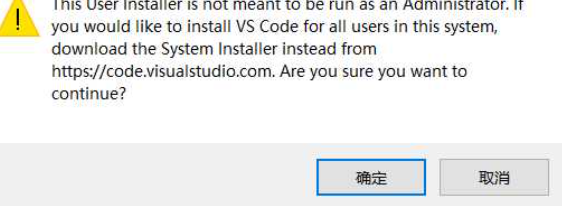 This User Installer is not meant to be run as an Administrator. If
you would like to install VS Code for all users in this system,
download the System Installer instead from
https://code.visualstudio.com. Are you sure you want to
continue?
确定
取消